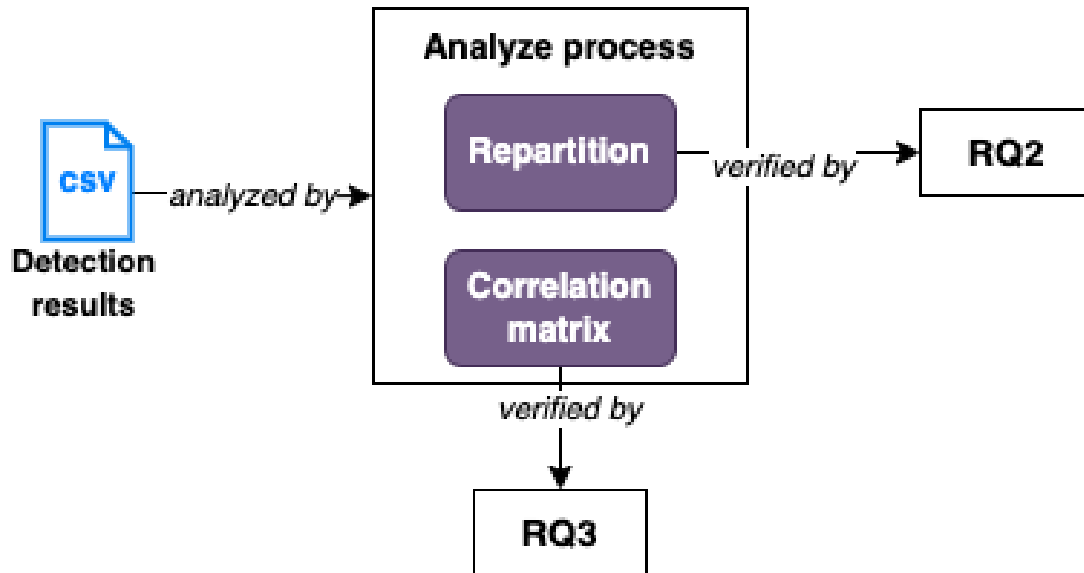 Analyze process
Repartition
RQ2
verified by
csv
analyzed by
Detection
results
Correlation
matrix
verified by
RQ3